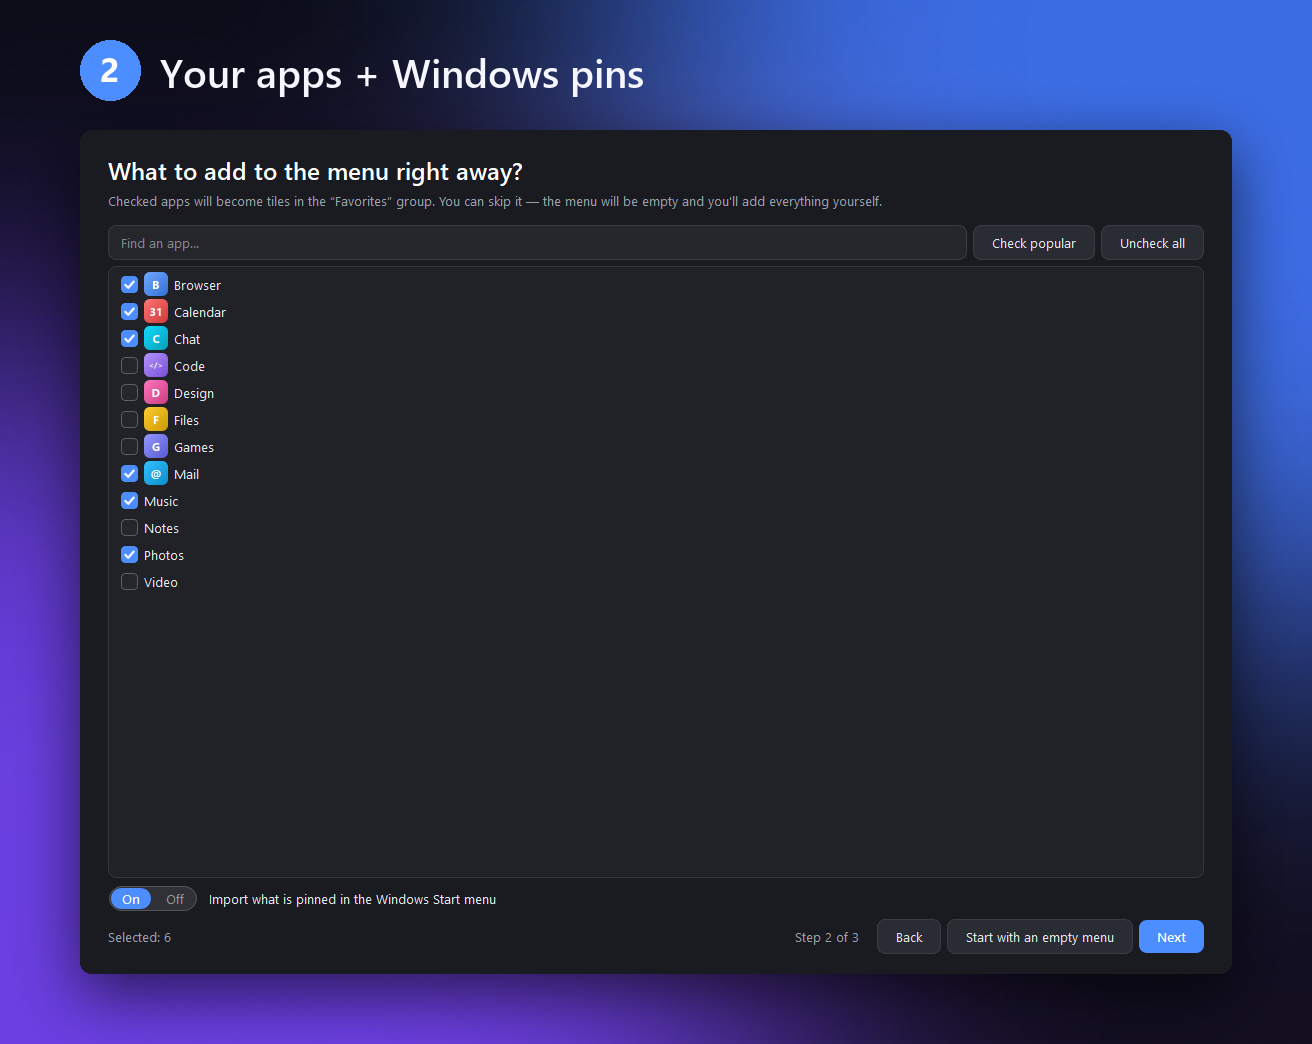 2 Your apps + Windows pins
What to add to the menu right away?
Checked apps will become tiles in the “Favorites” group. You can skip it — the menu will be empty and you'll add everything yourself.
Find an app... Check popular Uncheck all
B Browser
31 Calendar
C Chat
</> Code
D Design
F Files
G Games
@ Mail
Music
Notes
Photos
Video
On Off Import what is pinned in the Windows Start menu
Selected: 6 Step 2 of 3 Back Start with an empty menu Next